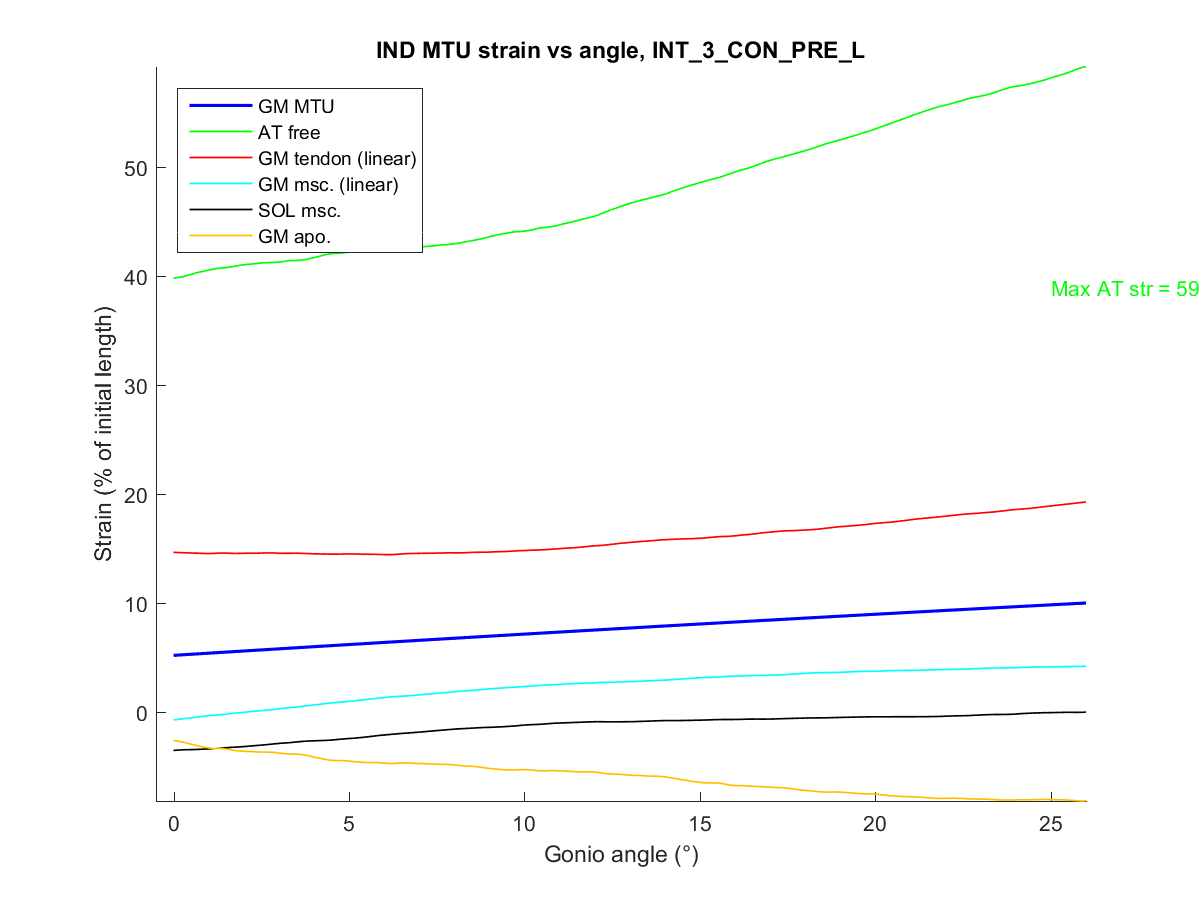 IND MTU strain vs angle, INT_3_CON_PRE_L
GM MTU
AT free
GM tendon (linear)
GM msc. (linear)
SOL msc.
GM apo.
Max AT str = 59
Strain (% of initial length)
50
40
30
20
10
0
0 5 10 15 20 25
Gonio angle (°)